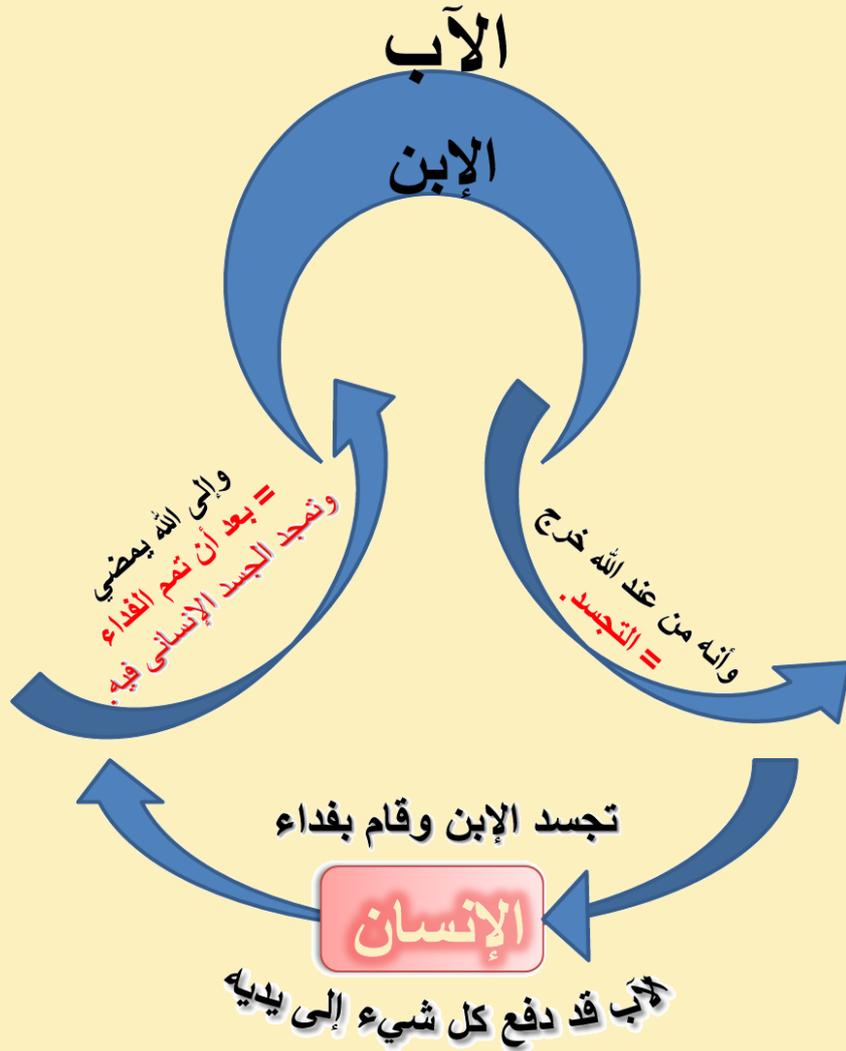 الآب
الإبن
وأنه من عند الله خرج
= التجسد.
تجسد الإبن وقام بفداء
الإنسان
الآب قد دفع كل شيء إلى يديه
وإلى الله يمضي
= بعد أن تمم الفداء
وتمجد الجسد الإنسانى فيه.